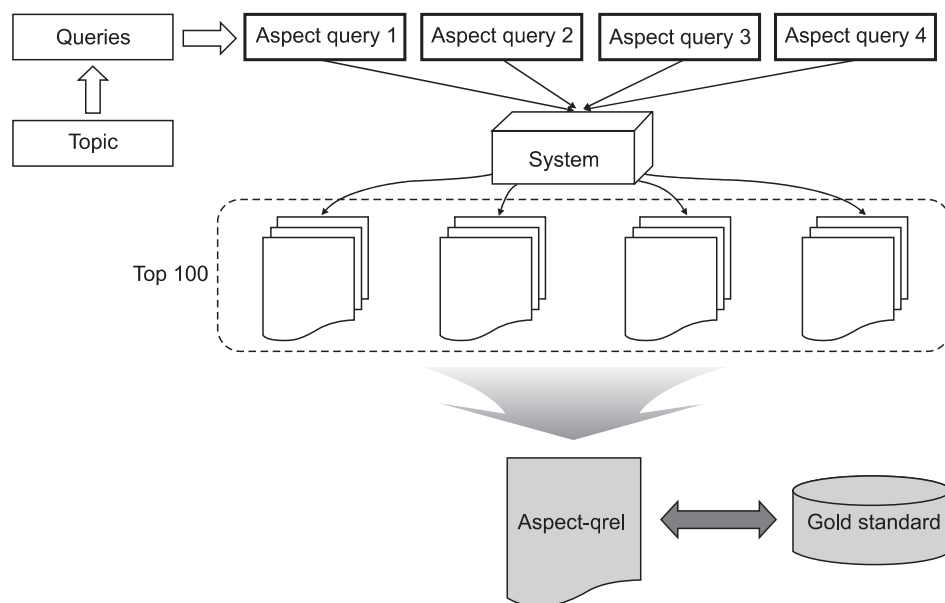 Queries
Aspect query 1
Aspect query 2
Aspect query 3
Aspect query 4
Topic
System
Top 100
Aspect-qrel
Gold standard